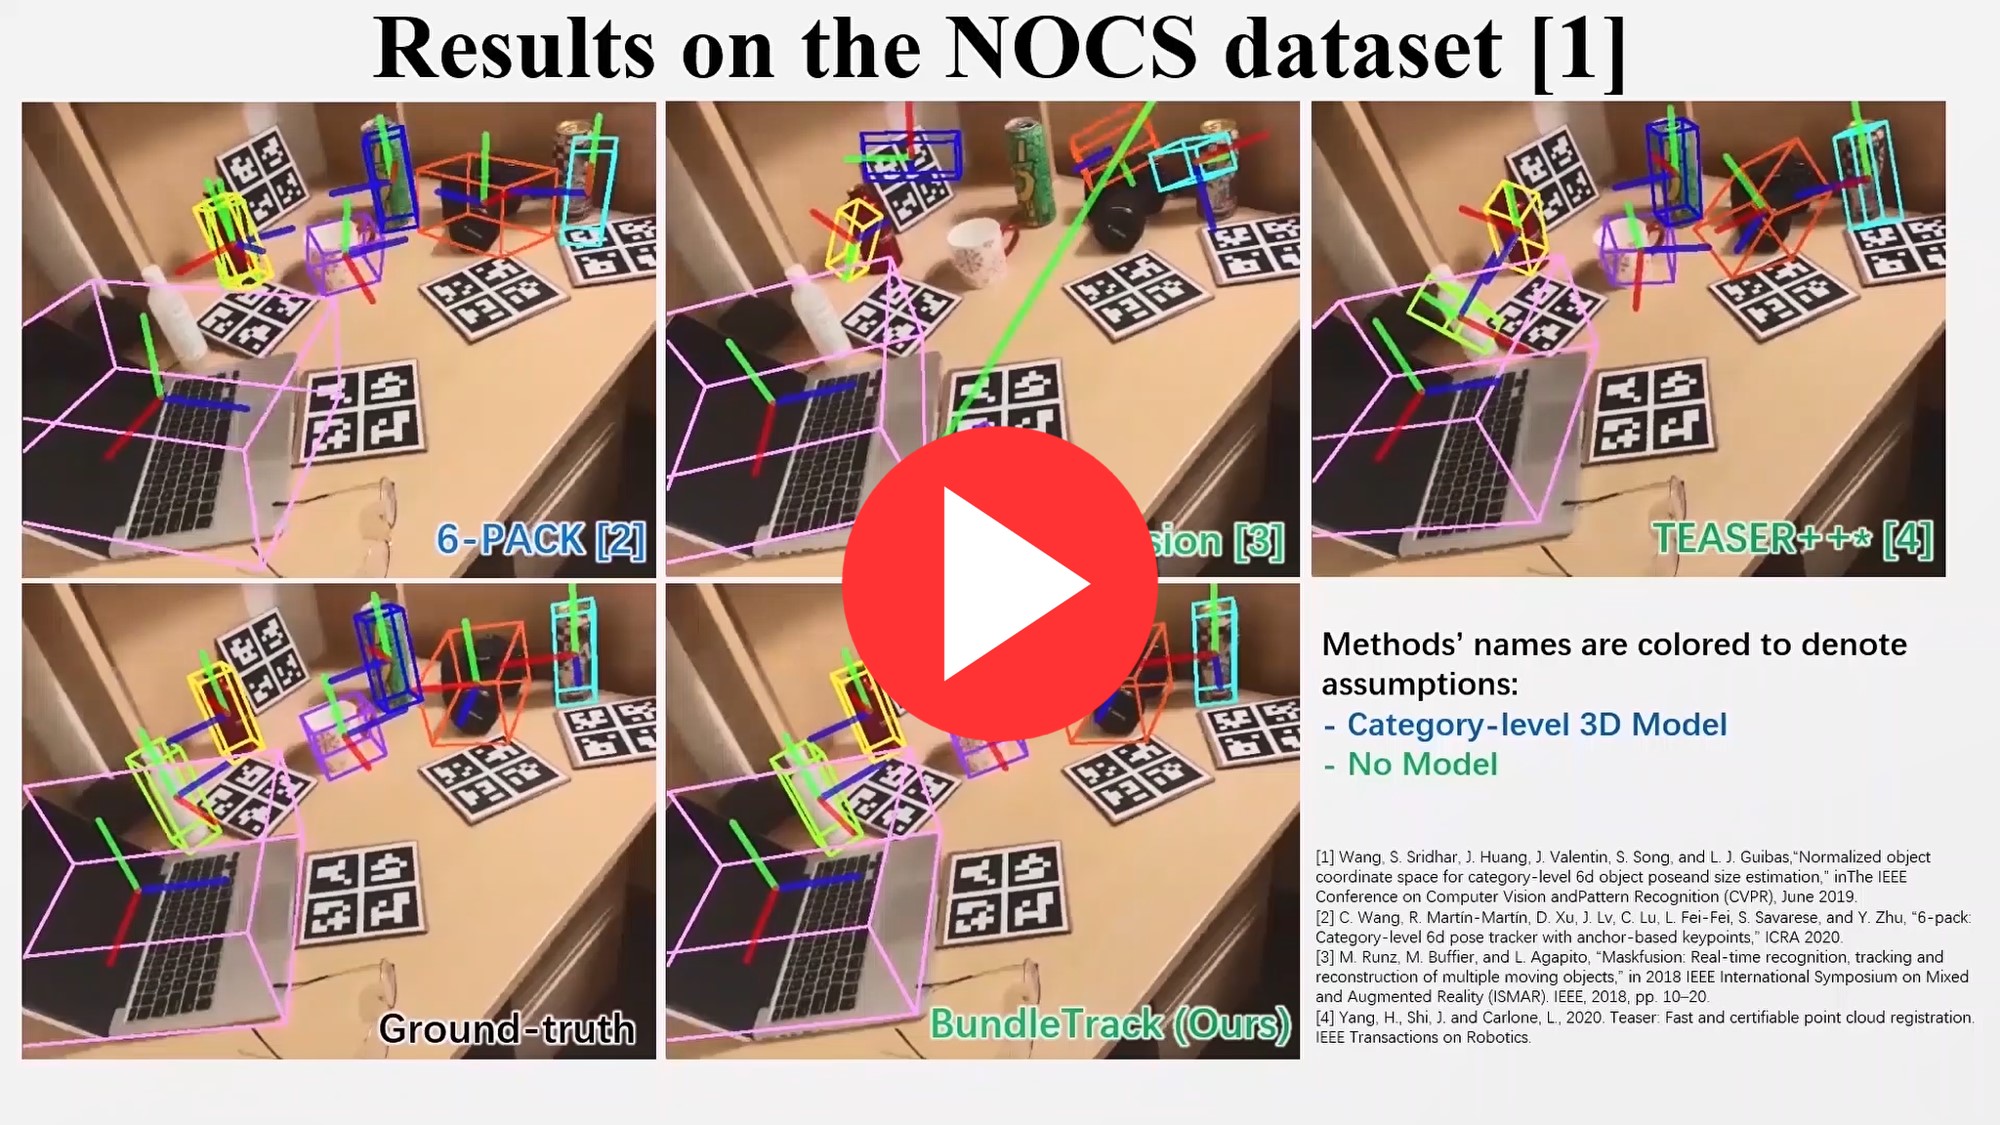 Results on the NOCS dataset [1]
6-PACK [2]
sion [3]
TEASER++* [4]
Ground-truth
BundleTrack (Ours)
Methods' names are colored to denote
assumptions:
- Category-level 3D Model
- No Model
[1] Wang, S. Sridhar, J. Huang, J. Valentin, S. Song, and L. J. Guibas,“Normalized object
coordinate space for category-level 6d object poseand size estimation,” inThe IEEE
Conference on Computer Vision andPattern Recognition (CVPR), June 2019.
[2] C. Wang, R. Martín-Martín, D. Xu, J. Lv, C. Lu, L. Fei-Fei, S. Savarese, and Y. Zhu, “6-pack:
Category-level 6d pose tracker with anchor-based keypoints,” ICRA 2020.
[3] M. Runz, M. Buffier, and L. Agapito, “Maskfusion: Real-time recognition, tracking and
reconstruction of multiple moving objects,” in 2018 IEEE International Symposium on Mixed
and Augmented Reality (ISMAR). IEEE, 2018, pp. 10–20.
[4] Yang, H., Shi, J. and Carlone, L., 2020. Teaser: Fast and certifiable point cloud registration.
IEEE Transactions on Robotics.